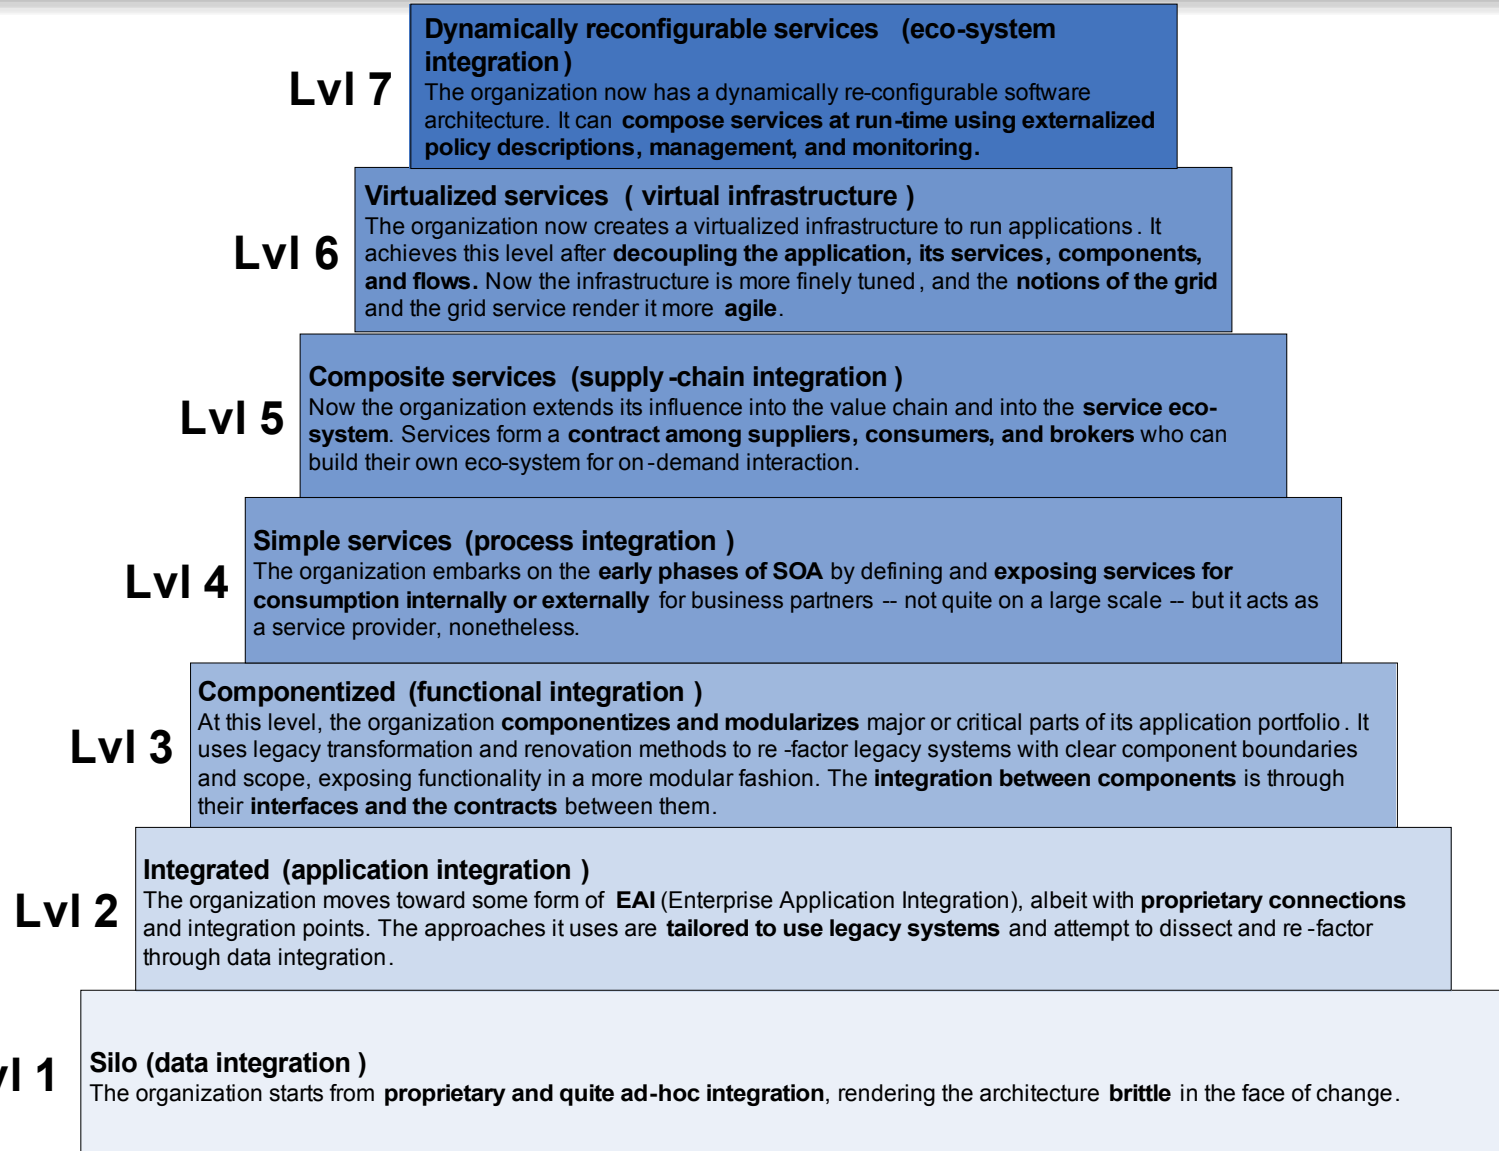 Dynamically reconfigurable services (eco-system
integration)
Lvl 7
The organization now has a dynamically re-configurable software
architecture. It can compose services at run-time using externalized
policy descriptions, management, and monitoring.
Virtualized services ( virtual infrastructure )
The organization now creates a virtualized infrastructure to run applications. It
Lvl 6
achieves this level after decoupling the application, its services, components,
and flows. Now the infrastructure is more finely tuned, and the notions of the grid
and the grid service render it more agile.
Composite services (supply-chain integration )
Now the organization extends its influence into the value chain and into the service eco-
Lvl 5
system. Services form a contract among suppliers, consumers, and brokers who can
build their own eco-system for on-demand interaction.
Simple services (process integration )
The organization embarks on the early phases of SOA by defining and exposing services for
Lvl 4
consumption internally or externally for business partners -- not quite on a large scale -- but it acts as
a service provider, nonetheless.
Componentized (functional integration )
At this level, the organization componentizes and modularizes major or critical parts of its application portfolio. It
Lvl 3
uses legacy transformation and renovation methods to re-factor legacy systems with clear component boundaries
and scope, exposing functionality in a more modular fashion. The integration between components is through
their interfaces and the contracts between them.
Integrated (application integration )
The organization moves toward some form of EAI (Enterprise Application Integration), albeit with proprietary connections
Lvl 2
and integration points. The approaches it uses are tailored to use legacy systems and attempt to dissect and re-factor
through data integration.
Silo (data integration )
vl 1
The organization starts from proprietary and quite ad-hoc integration, rendering the architecture brittle in the face of change.